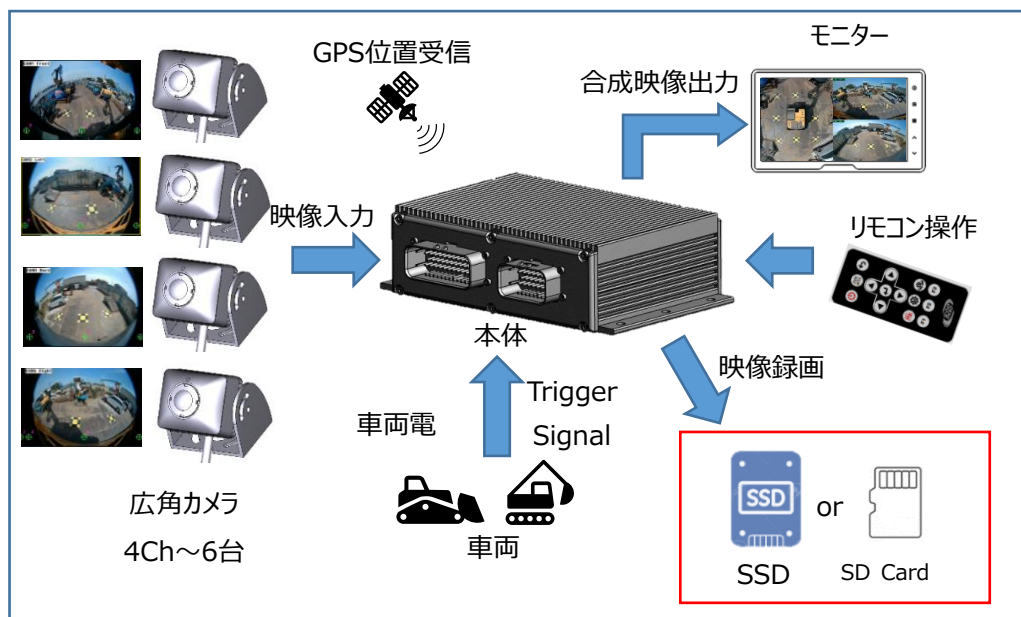 GPS位置受信
モニター
合成映像出力
映像入力
リモコン操作
本体
映像録画
Trigger
Signal
車両電
車両
広角カメラ
4Ch～6台
SSD
or
SSD
SD Card